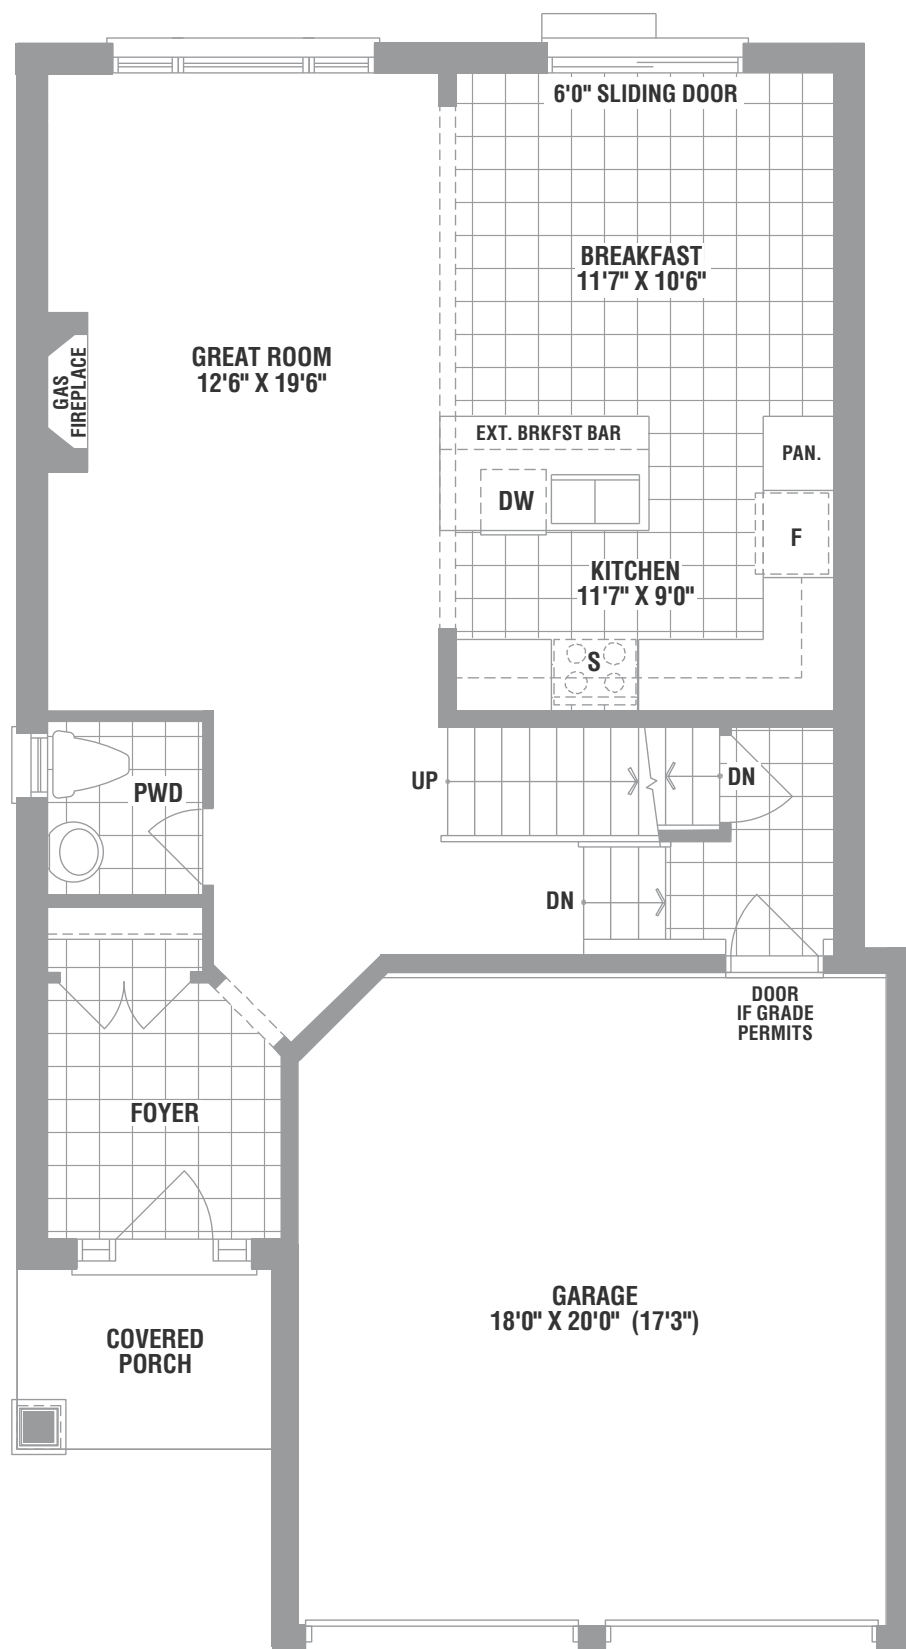 6'0" SLIDING DOOR
BREAKFAST
11'7" X 10'6"
GREAT ROOM
12'6" X 19'6"
GAS
FIREPLACE
EXT. BRKFST BAR
PAN.
DW
F
KITCHEN
11'7" X 9'0"
S
UP
DN
PWD
DN
DOOR
IF GRADE
PERMITS
FOYER
GARAGE
18'0" X 20'0" (17'3")
COVERED
PORCH